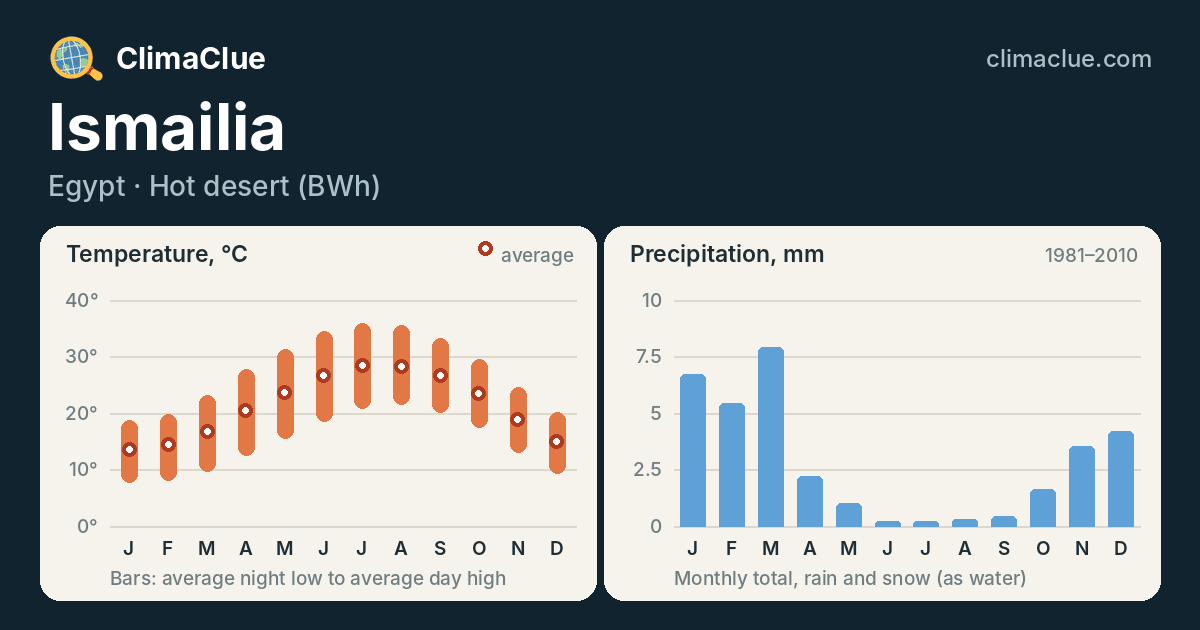 ClimaClue
climaclue.com
Ismailia
Egypt · Hot desert (BWh)
Temperature, °C
average
40°
30°
20°
10°
0°
J F M A M J J A S O N D
Bars: average night low to average day high
Precipitation, mm
1981–2010
10
7.5
5
2.5
0
J F M A M J J A S O N D
Monthly total, rain and snow (as water)